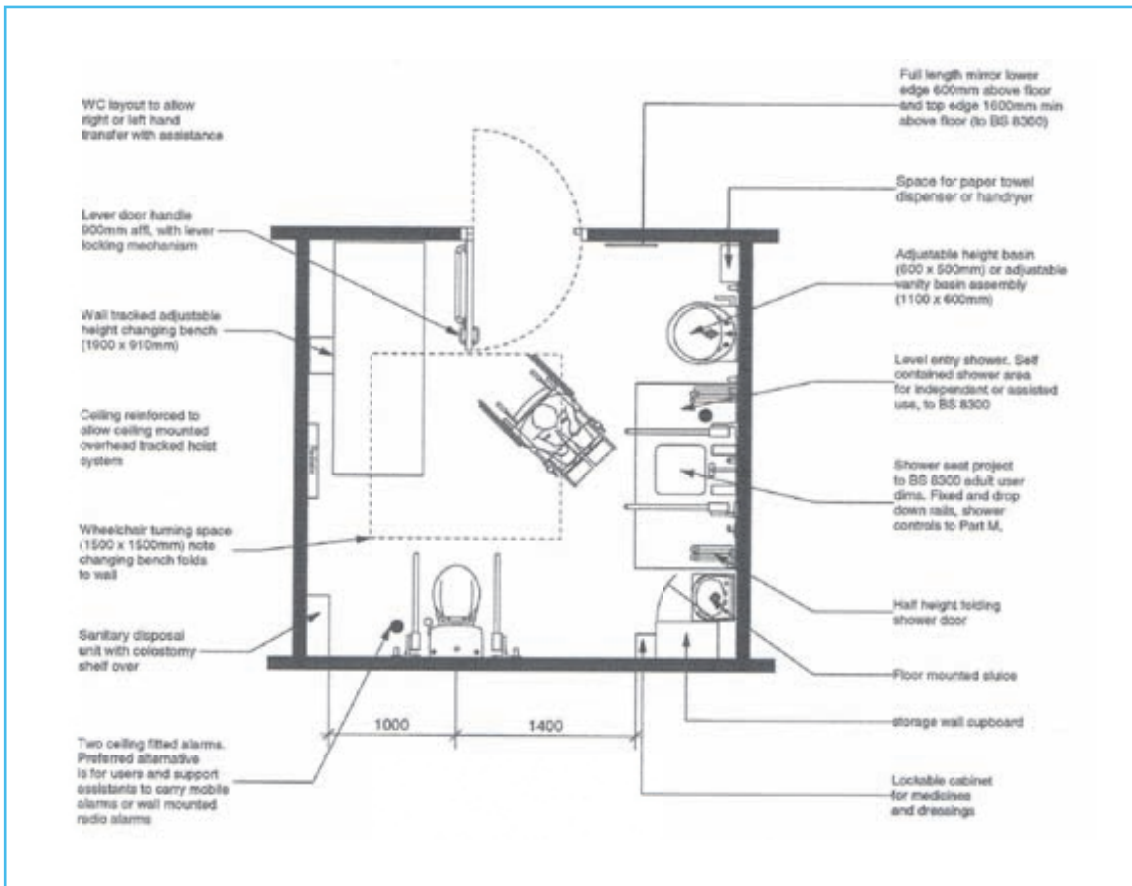 WC layout to allow
right or left hand
transfer with assistance
Lever door handle
900mm affl, with lever
locking mechanism
Wall tracked adjustable
height changing bench
(1900 x 910mm)
Ceiling reinforced to
allow ceiling mounted
overhead tracked hoist
system
Wheelchair turning space
(1500 x 1500mm) note
changing bench folds
to wall
Sanitary disposal
unit with colostomy
shelf over
Two ceiling fitted alarms.
Preferred alternative
is for users and support
assistants to carry mobile
alarms or wall mounted
radio alarms
1000
1400
Full length mirror lower
edge 600mm above floor
and top edge 1600mm min
above floor (to BS 8300)
Space for paper towel
dispenser or handryer
Adjustable height basin
(600 x 500mm) or adjustable
vanity basin assembly
(1100 x 600mm)
Level entry shower. Self
contained shower area
for independent or assisted
use, to BS 8300
Shower seat project
to BS 8300 adult user
dims. Fixed and drop
down rails, shower
controls to Part M,
Half height folding
shower door
Floor mounted sluice
storage wall cupboard
Lockable cabinet
for medicines
and dressings